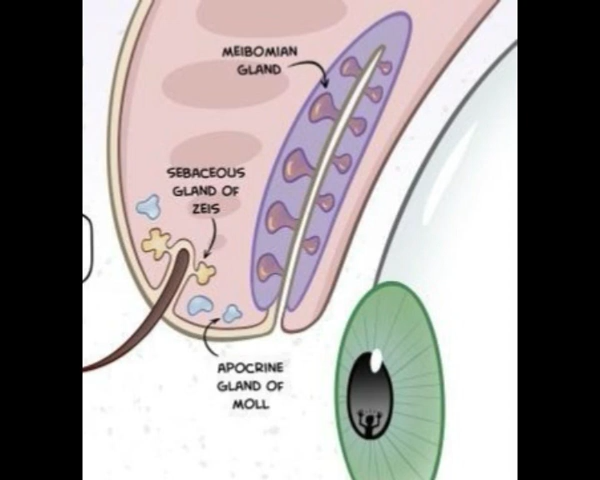 MEIBOMIAN
GLAND
SEBACEOUS
GLAND OF
ZEIS
APOCRINE
GLAND OF
MOLL